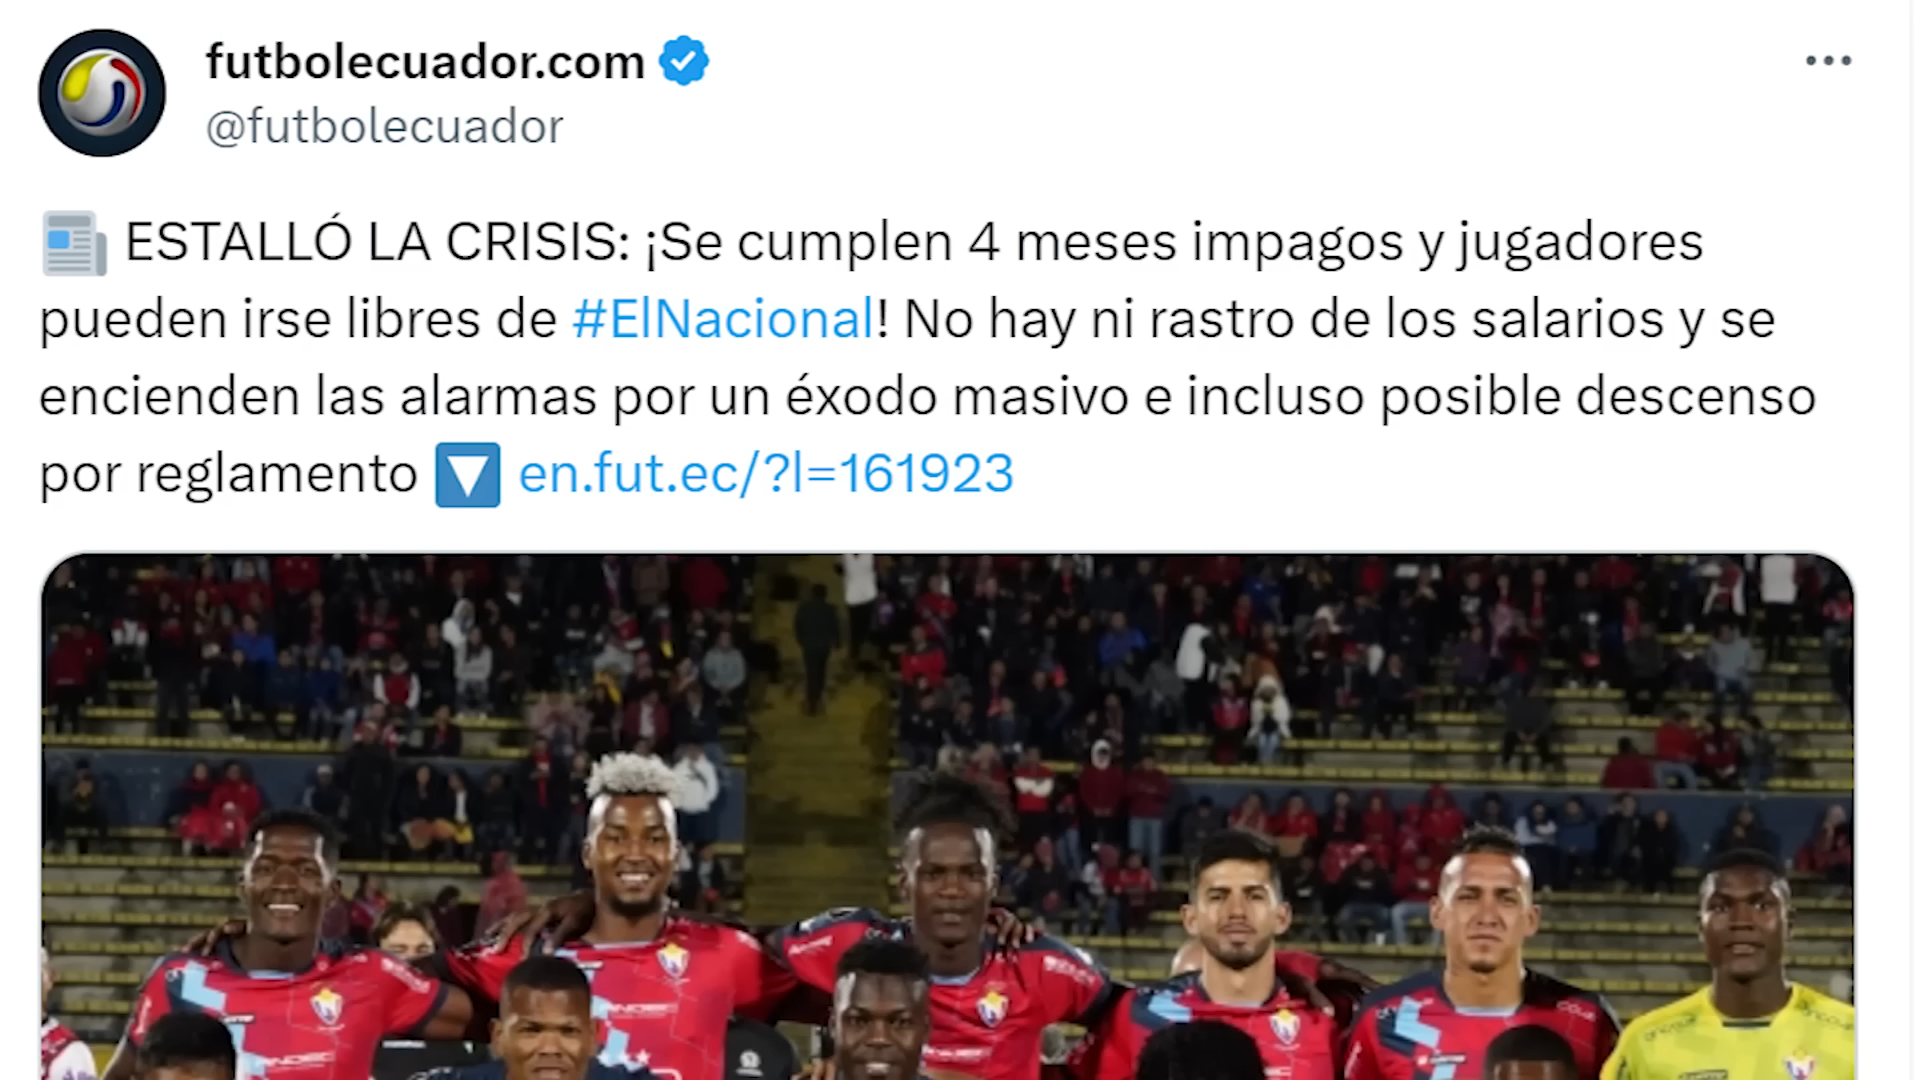 futbolecuador.com
@futbolecuador
ESTALLÓ LA CRISIS: ¡Se cumplen 4 meses impagos y jugadores
pueden irse libres de #ElNacional! No hay ni rastro de los salarios y se
encienden las alarmas por un éxodo masivo e incluso posible descenso
por reglamento en.fut.ec/?l=161923